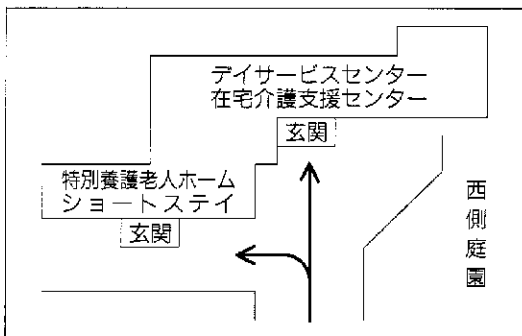 デイサービスセンター
在宅介護支援センター
玄関
特別養護老人ホーム
ショートステイ
玄関
西側庭園